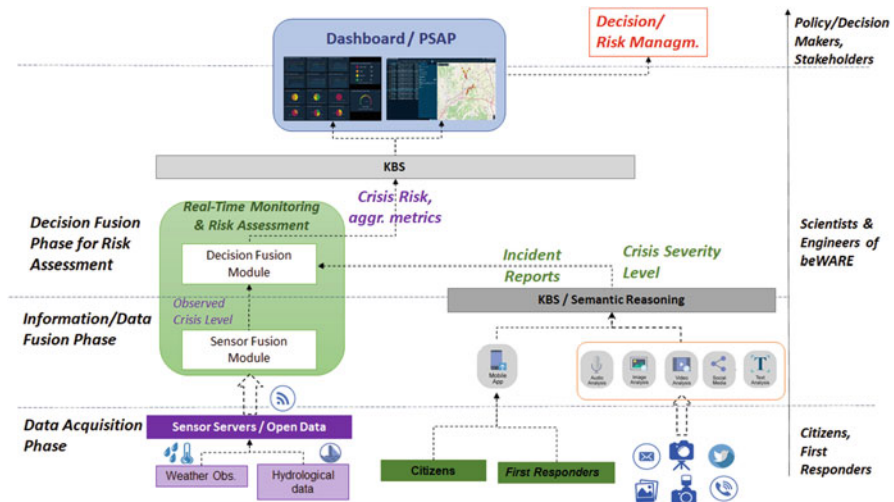 Dashboard / PSAP
Decision/
Risk Managm.
Policy/Decision
Makers,
Stakeholders
KBS
Crisis Risk,
aggr. metrics
Real-Time Monitoring
& Risk Assessment
Decision Fusion
Phase for Risk
Assessment
Decision Fusion
Module
Incident
Reports
Crisis Severity
Level
Scientists &
Engineers of
beWARE
KBS / Semantic Reasoning
Observed
Crisis Level
Information/Data
Fusion Phase
Sensor Fusion
Module
Mobile
App
Audio
Analysis
Image
Analysis
Video
Analysis
Social
Media
T
Text
Analysis
Data Acquisition
Phase
Sensor Servers / Open Data
Weather Obs.
Hydrological
data
Citizens
First Responders
Citizens,
First
Responders